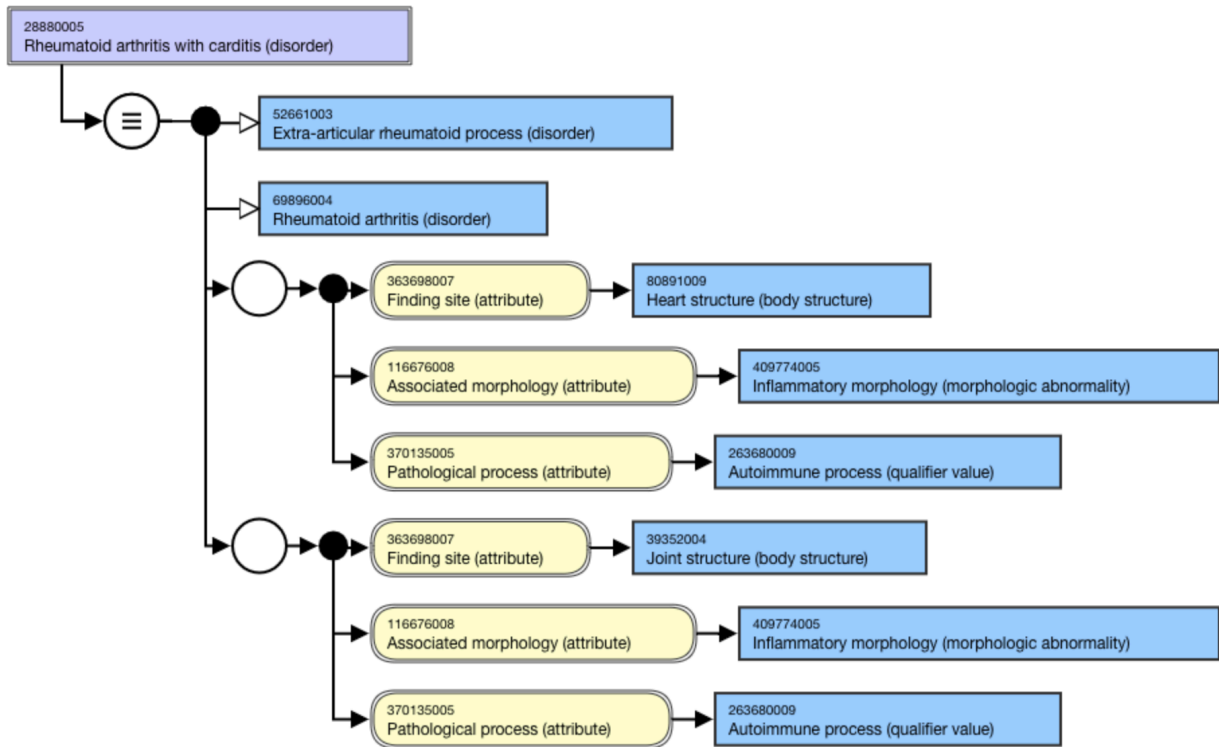 28880005
Rheumatoid arthritis with carditis (disorder)
52661003
Extra-articular rheumatoid process (disorder)
69896004
Rheumatoid arthritis (disorder)
363698007
Finding site (attribute)
80891009
Heart structure (body structure)
116676008
Associated morphology (attribute)
409774005
Inflammatory morphology (morphologic abnormality)
370135005
Pathological process (attribute)
263680009
Autoimmune process (qualifier value)
363698007
Finding site (attribute)
39352004
Joint structure (body structure)
116676008
Associated morphology (attribute)
409774005
Inflammatory morphology (morphologic abnormality)
370135005
Pathological process (attribute)
263680009
Autoimmune process (qualifier value)